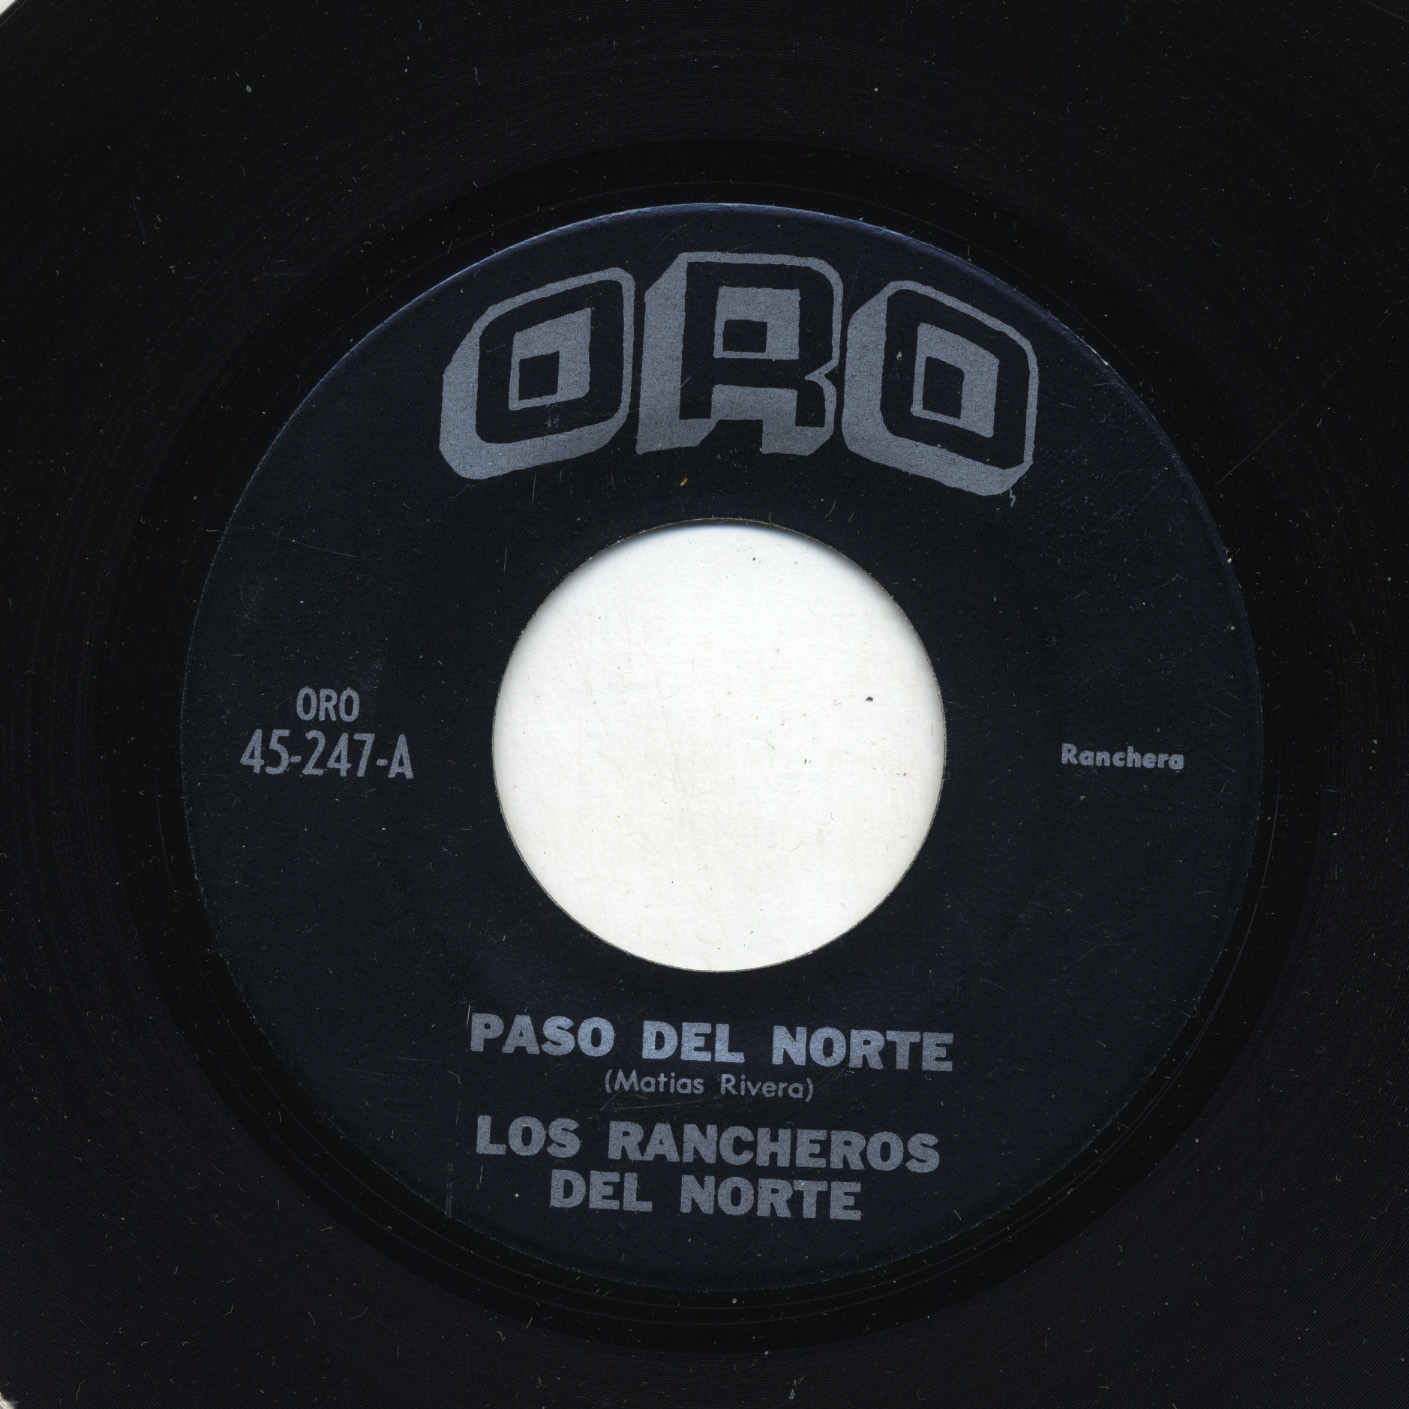 ORO
ORO
45-247-A
Ranchera
PASO DEL NORTE
(Matias Rivera)
LOS RANCHEROS
DEL NORTE